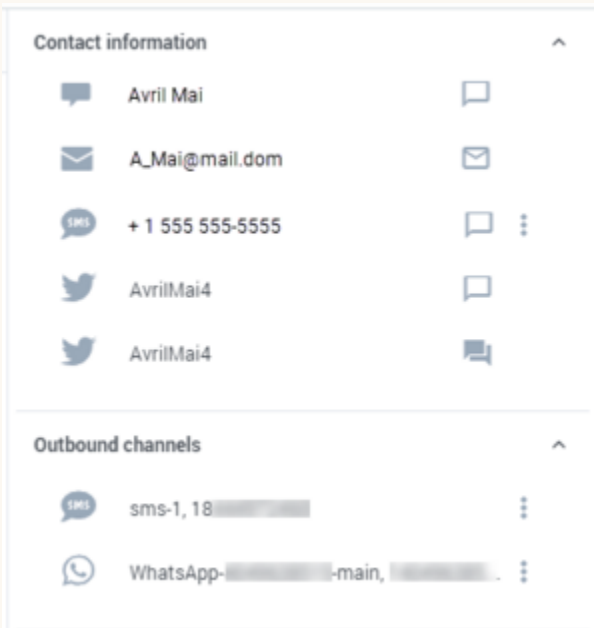 Contact information
Avril Mai
A_Mai@mail.dom
SMS + 1 555 555-5555
AvrilMai4
AvrilMai4
Outbound channels
SMS sms-1, 18
WhatsApp- -main, .